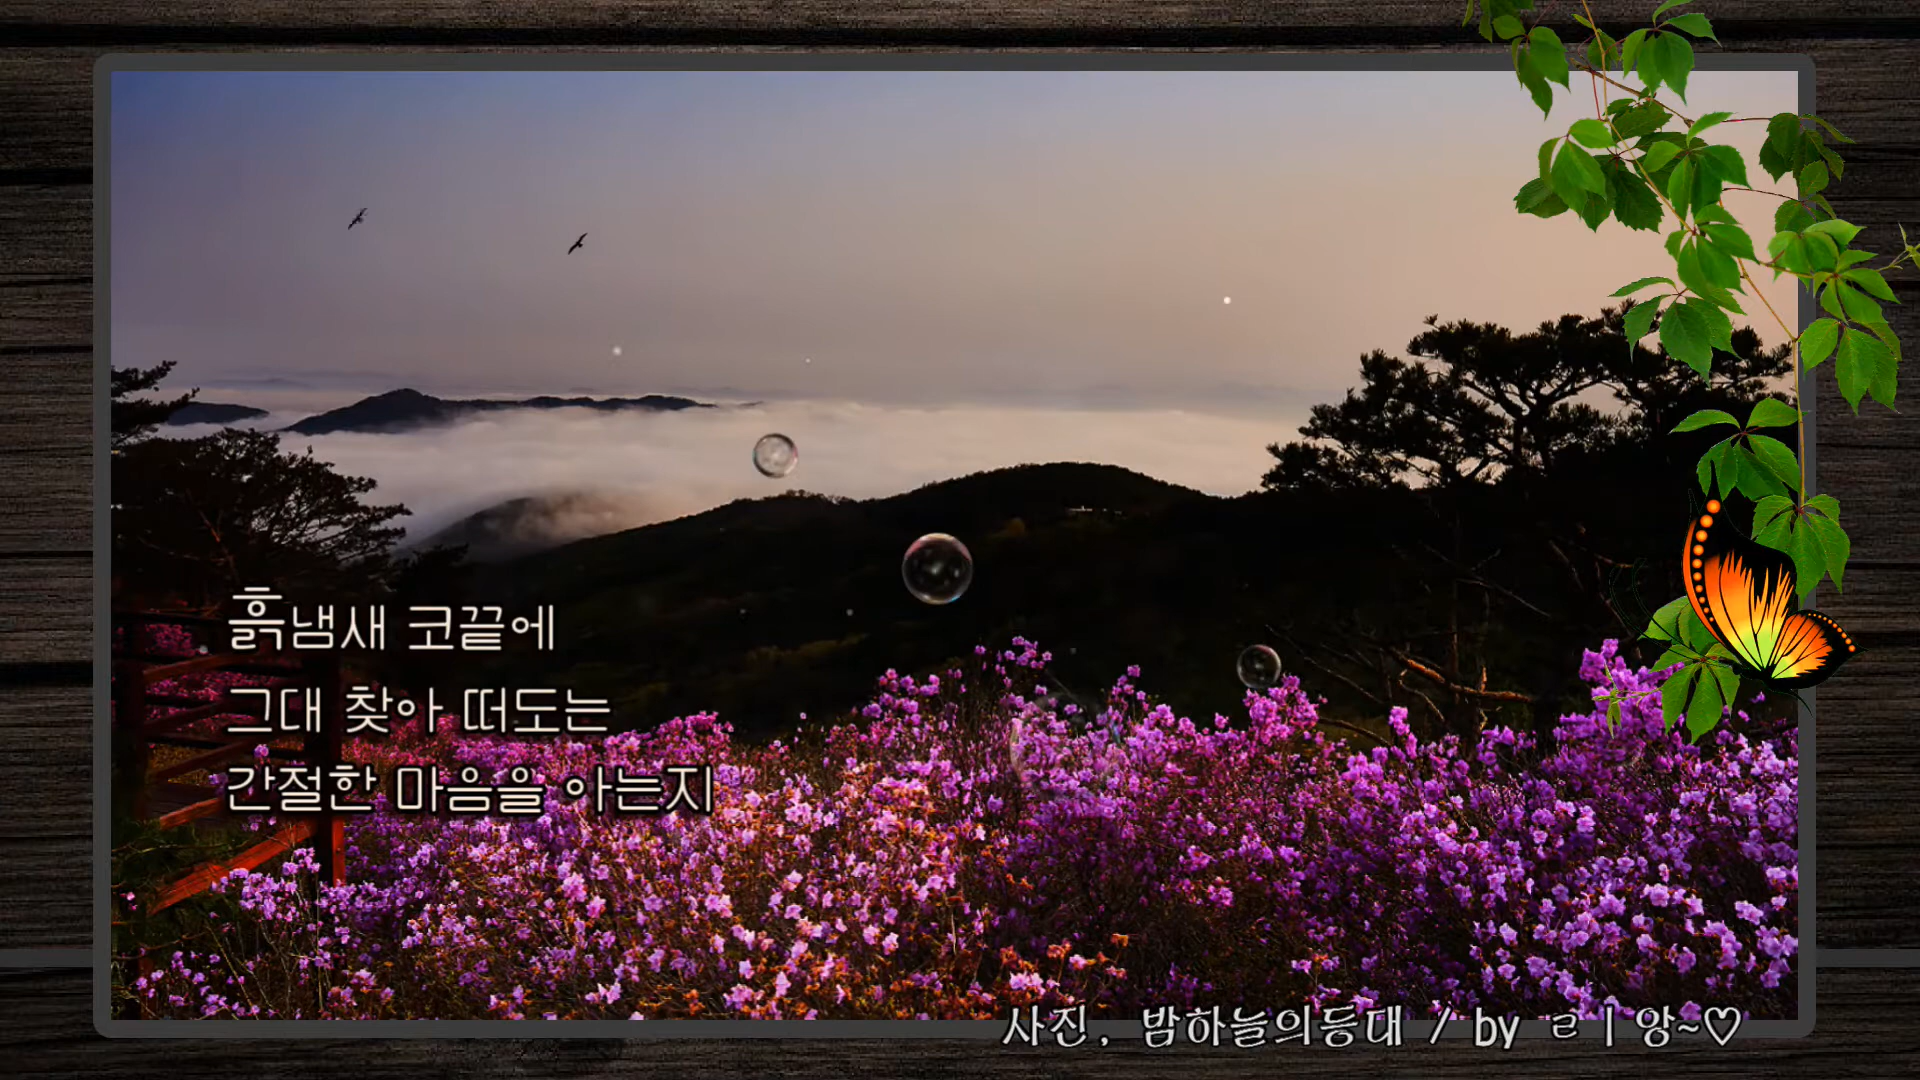 흙냄새 코끝에
그대 찾아 떠도는
간절한 마음을 아는지
사진, 밤하늘의등대 / by ㄹㅣ앙~♡